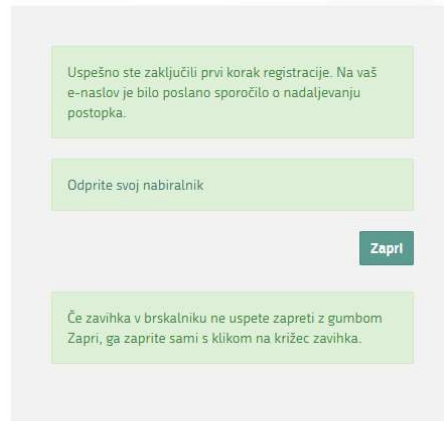 Uspešno ste zaključili prvi korak registracije. Na vaš
e-naslov je bilo poslano sporočilo o nadaljevanju
postopka.
Odprite svoj nabiralnik
Zapri
Če zavihka v brskalniku ne uspete zapreti z gumbom
Zapri, ga zaprite sami s klikom na križec zavihka.